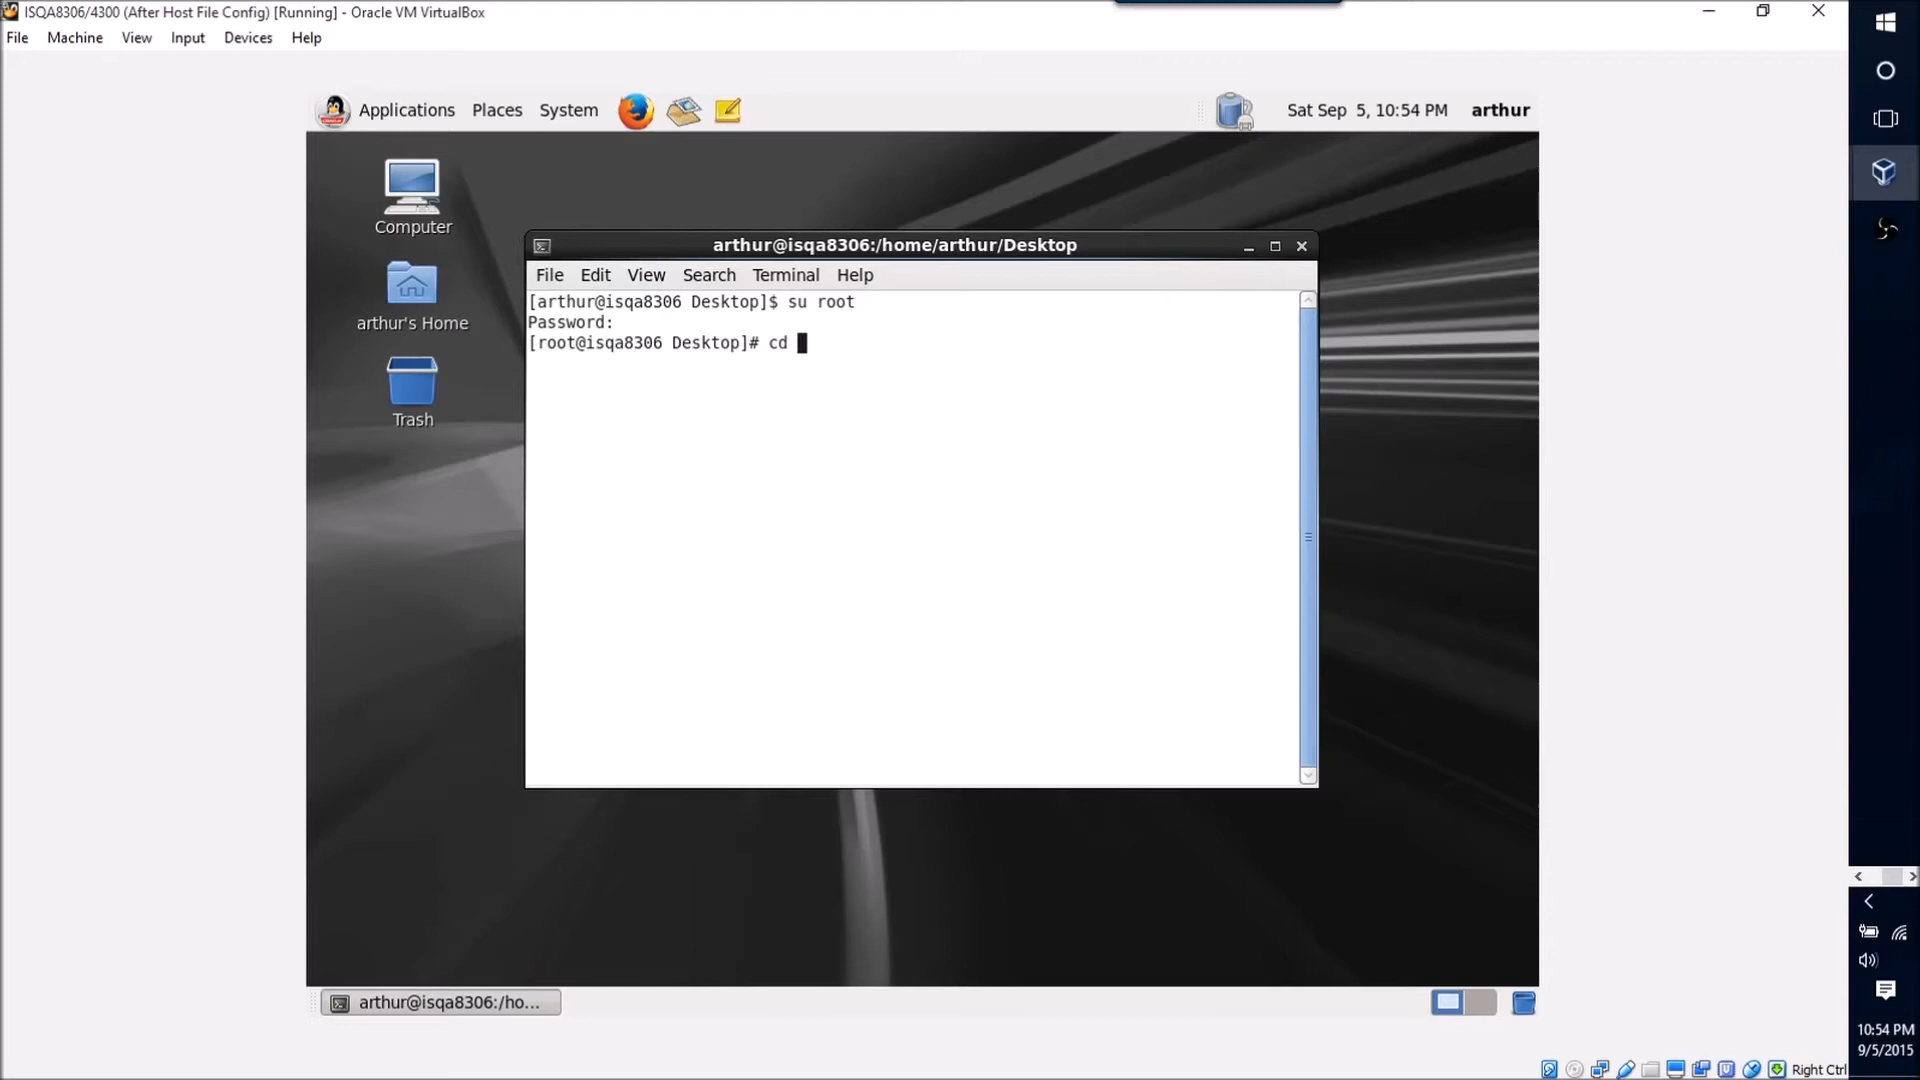 ISQA8306/4300 (After Host File Config) [Running] - Oracle VM VirtualBox
File Machine View Input Devices Help
Applications Places System
Sat Sep 5, 10:54 PM arthur
Computer
arthur's Home
Trash
arthur@isqa8306:/home/arthur/Desktop
File Edit View Search Terminal Help
[arthur@isqa8306 Desktop]$ su root
Password:
[root@isqa8306 Desktop]# cd
arthur@isqa8306:/ho...
10:54 PM
9/5/2015
Right Ctrl